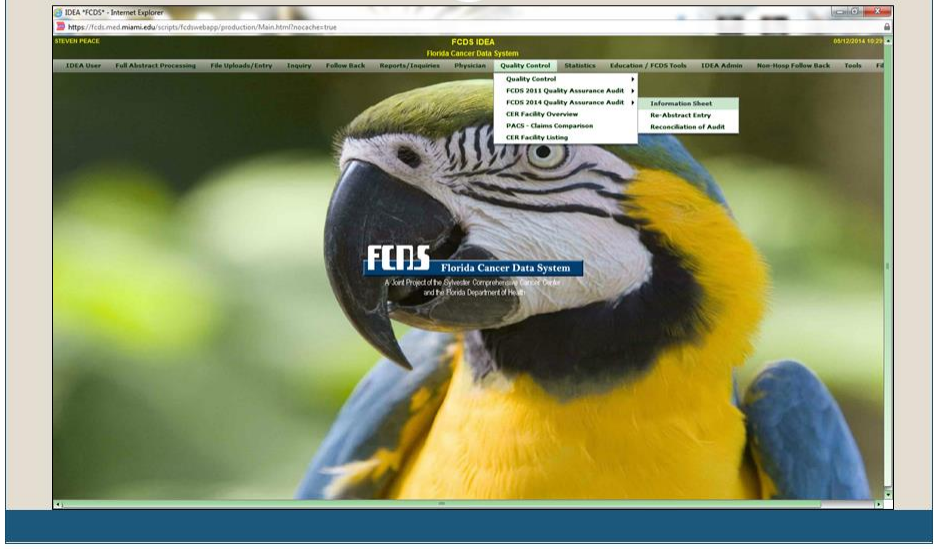 IDEA *FCDS* - Internet Explorer
https://fcds.med.miami.edu/scripts/fcdswebapp/production/Main.html?nocache=true
STEVEN PEACE FCDS IDEA 08/12/2014 10:29
Florida Cancer Data System
IDEA User Full Abstract Processing File Uploads/Entry Inquiry Follow Back Reports/Inquiries Physician Quality Control Statistics Education / FCDS Tools IDEA Admin Non-Hosp Follow Back Tools
Quality Control
FCDS 2011 Quality Assurance Audit
FCDS 2014 Quality Assurance Audit
CER Facility Overview
PACS - Claims Comparison
CER Facility Listing
Information Sheet
Re-Abstract Entry
Reconciliation of Audit
FCDS
Florida Cancer Data System
A Joint Project of the Sylvester Comprehensive Cancer Center
and the Florida Department of Health